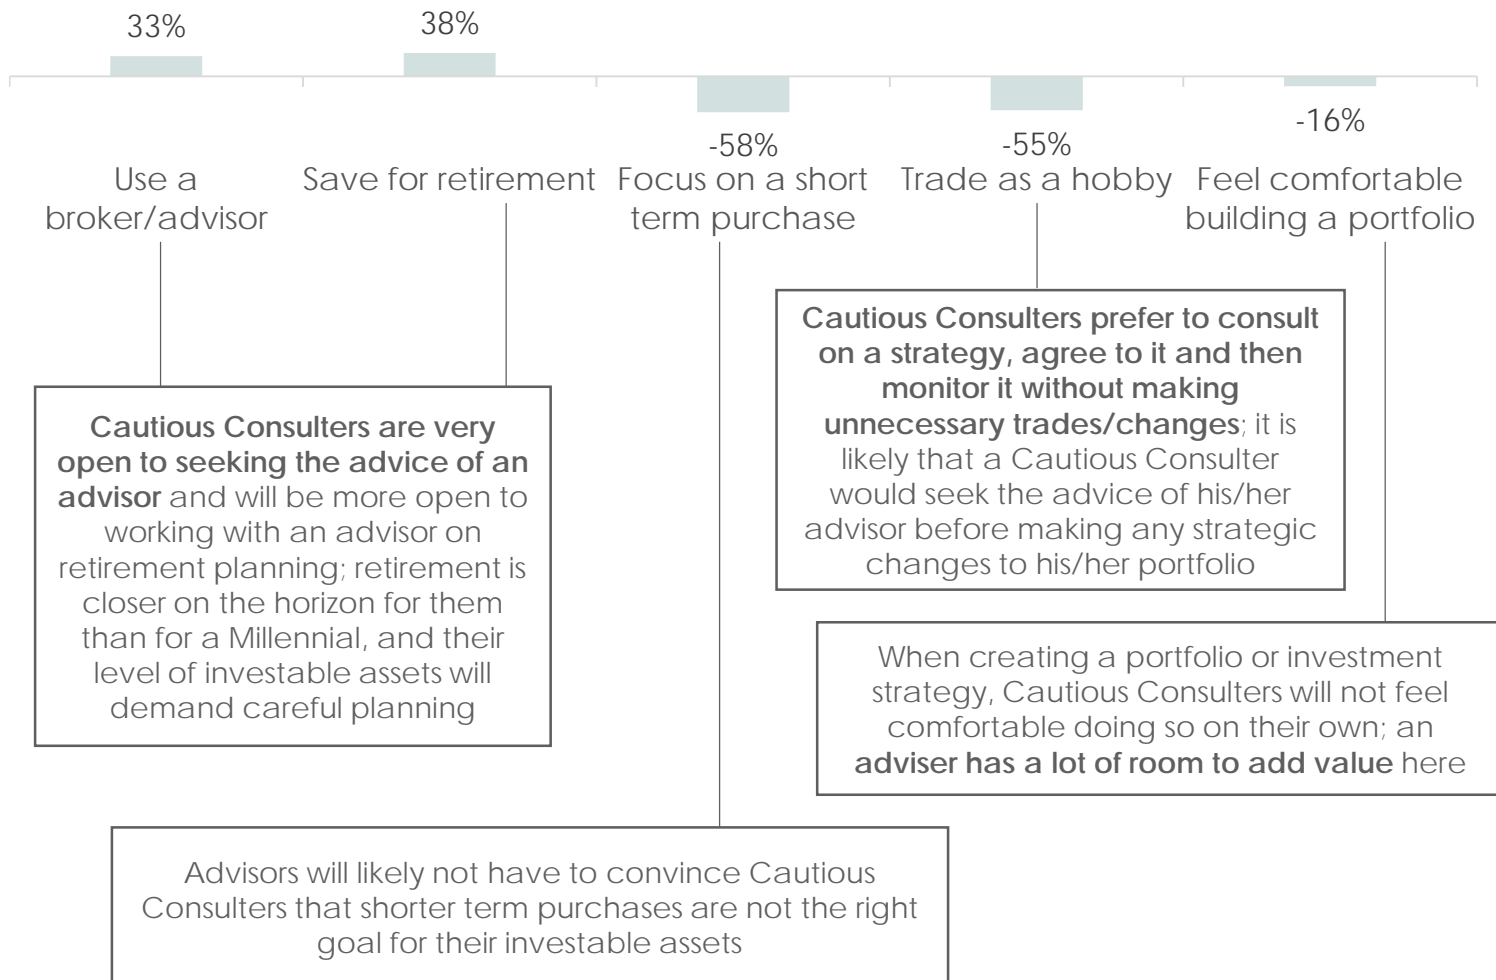 33%
38%
-58%
-55%
-16%
Use a
broker/advisor
Save for retirement
Focus on a short
term purchase
Trade as a hobby
Feel comfortable
building a portfolio
Cautious Consulters are very
open to seeking the advice of an
advisor and will be more open to
working with an advisor on
retirement planning; retirement is
closer on the horizon for them
than for a Millennial, and their
level of investable assets will
demand careful planning
Cautious Consulters prefer to consult
on a strategy, agree to it and then
monitor it without making
unnecessary trades/changes; it is
likely that a Cautious Consulter
would seek the advice of his/her
advisor before making any strategic
changes to his/her portfolio
When creating a portfolio or investment
strategy, Cautious Consulters will not feel
comfortable doing so on their own; an
adviser has a lot of room to add value here
Advisors will likely not have to convince Cautious
Consulters that shorter term purchases are not the right
goal for their investable assets